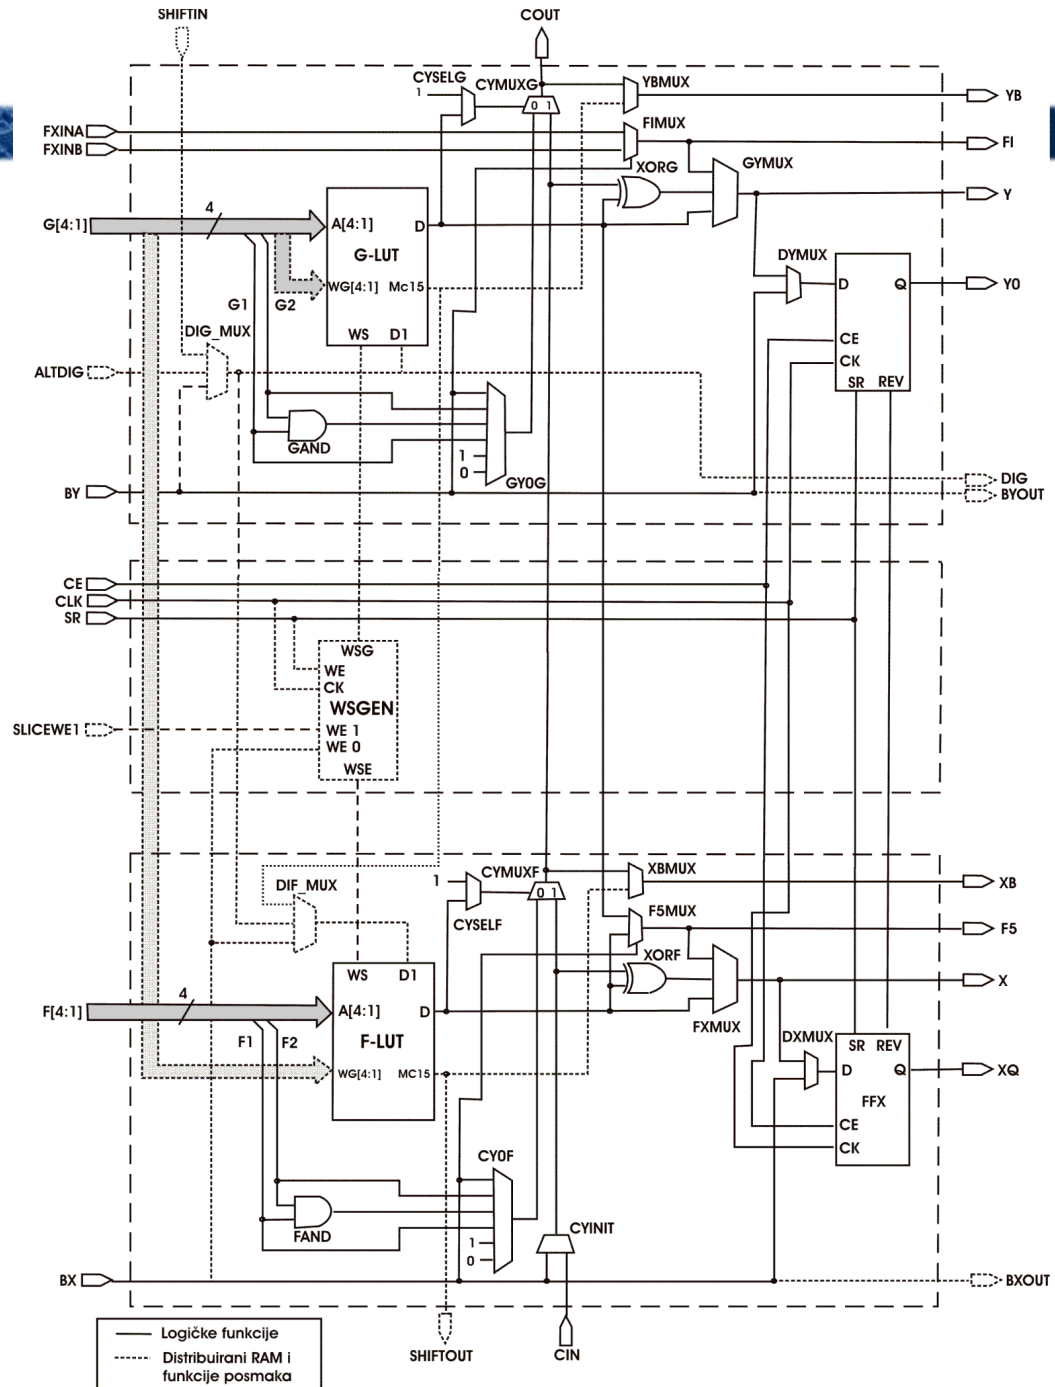 SHIFTIN
COUT
CYSELG
1
CYMUXG
YBMUX
0 1
YB
FXINA
FXINB
FIMUX
FI
XORG
GYMUX
Y
G[4:1]
4
A[4:1]
D
G-LUT
WG[4:1]
Mc15
WS
D1
G1
G2
DYMUX
D
Q
Y0
CE
CK
SR
REV
DIG_MUX
ALTDIG
GAND
1
0
GY0G
BY
DIG
BYOUT
CE
CLK
SR
WSG
WE
CK
WSGEN
WE 1
WE 0
WSE
SLICEWE1
DIF_MUX
1
CYMUXF
0 1
CYSELF
XBMUX
XB
F5MUX
F5
XORF
X
FXMUX
F[4:1]
4
WS
D1
A[4:1]
D
F-LUT
WG[4:1]
MC15
F1
F2
DXMUX
SR
REV
D
Q
FFX
CE
CK
XQ
CY0F
FAND
1
0
CYINIT
BX
BXOUT
SHIFTOUT
CIN
Logičke funkcije
Distribuirani RAM i
funkcije posmaka